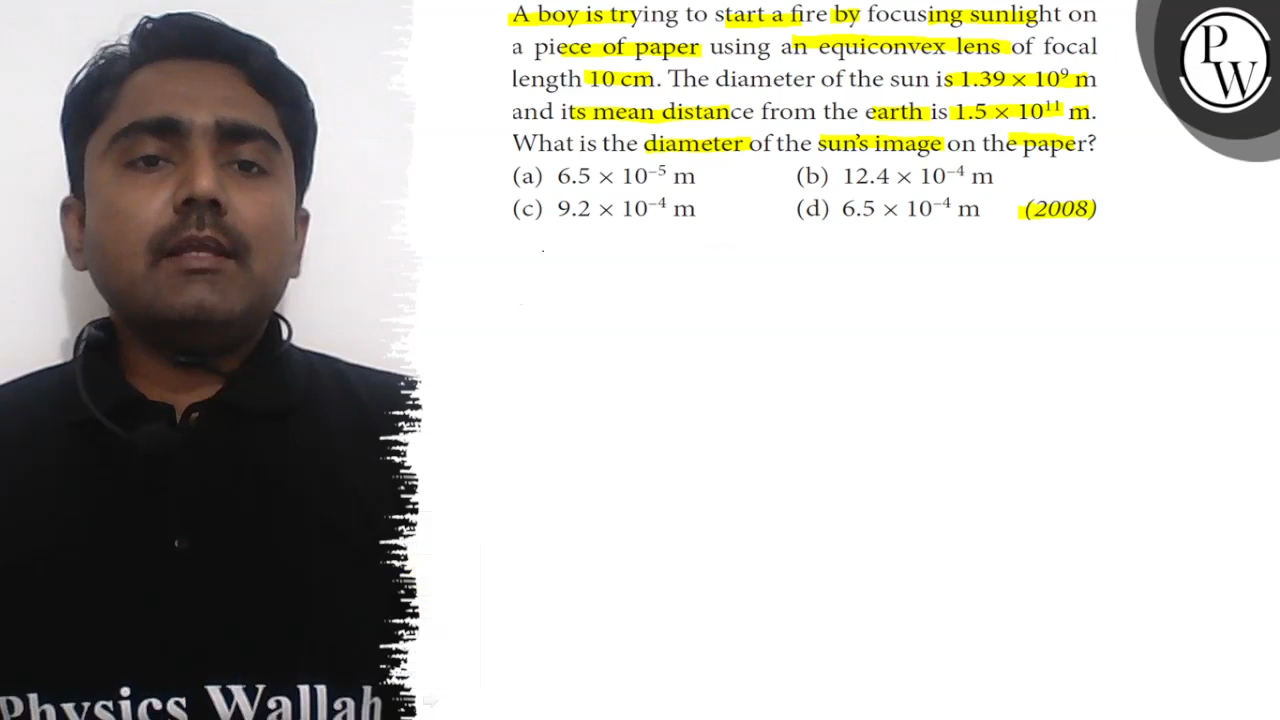 A boy is trying to start a fire by focusing sunlight on
a piece of paper using an equiconvex lens of focal
length 10 cm. The diameter of the sun is 1.39 × 10⁹ m
and its mean distance from the earth is 1.5 × 10¹¹ m.
What is the diameter of the sun's image on the paper?
(a) 6.5 × 10⁻⁵ m (b) 12.4 × 10⁻⁴ m
(c) 9.2 × 10⁻⁴ m (d) 6.5 × 10⁻⁴ m (2008)
P
W
Physics Wallah